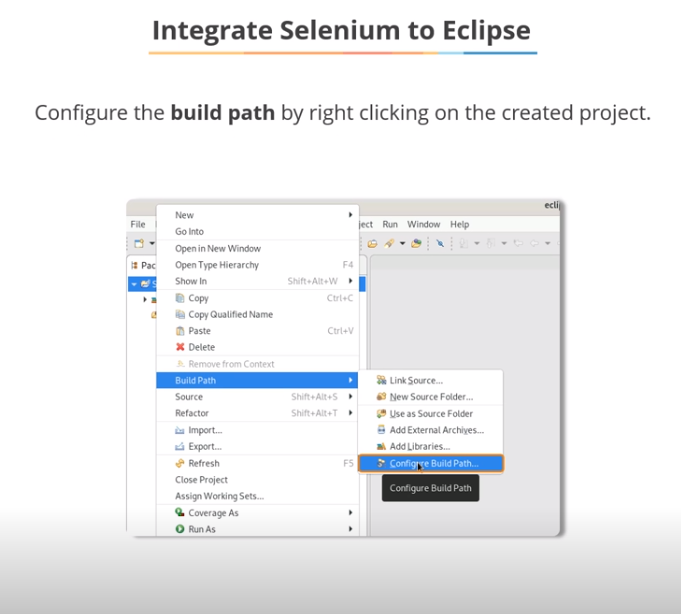 Integrate Selenium to Eclipse
Configure the build path by right clicking on the created project.
ecli
File
ject Run Window Help
Pac
New
Go Into
Open in New Window
Open Type Hierarchy F4
Show In Shift+Alt+W
Copy Ctrl+C
Copy Qualified Name
Paste Ctrl+V
Delete
Remove from Context
Build Path
Source Shift+Alt+S
Refactor Shift+Alt+T
Import...
Export...
Refresh F5
Close Project
Assign Working Sets...
Coverage As
Run As
Link Source...
New Source Folder...
Use as Source Folder
Add External Archives...
Add Libraries...
Configure Build Path...
Configure Build Path